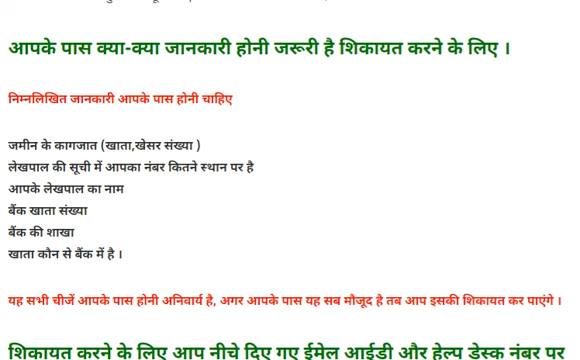 आपके पास क्या-क्या जानकारी होनी जरूरी है शिकायत करने के लिए ।
निम्नलिखित जानकारी आपके पास होनी चाहिए
जमीन के कागजात (खाता,खेसर संख्या )
लेखपाल की सूची में आपका नंबर कितने स्थान पर है
आपके लेखपाल का नाम
बैंक खाता संख्या
बैंक की शाखा
खाता कौन से बैंक में है ।
यह सभी चीजें आपके पास होनी अनिवार्य है, अगर आपके पास यह सब मौजूद है तब आप इसकी शिकायत कर पाएंगे ।
शिकायत करने के लिए आप नीचे दिए गए ईमेल आईडी और हेल्प डेस्क नंबर पर